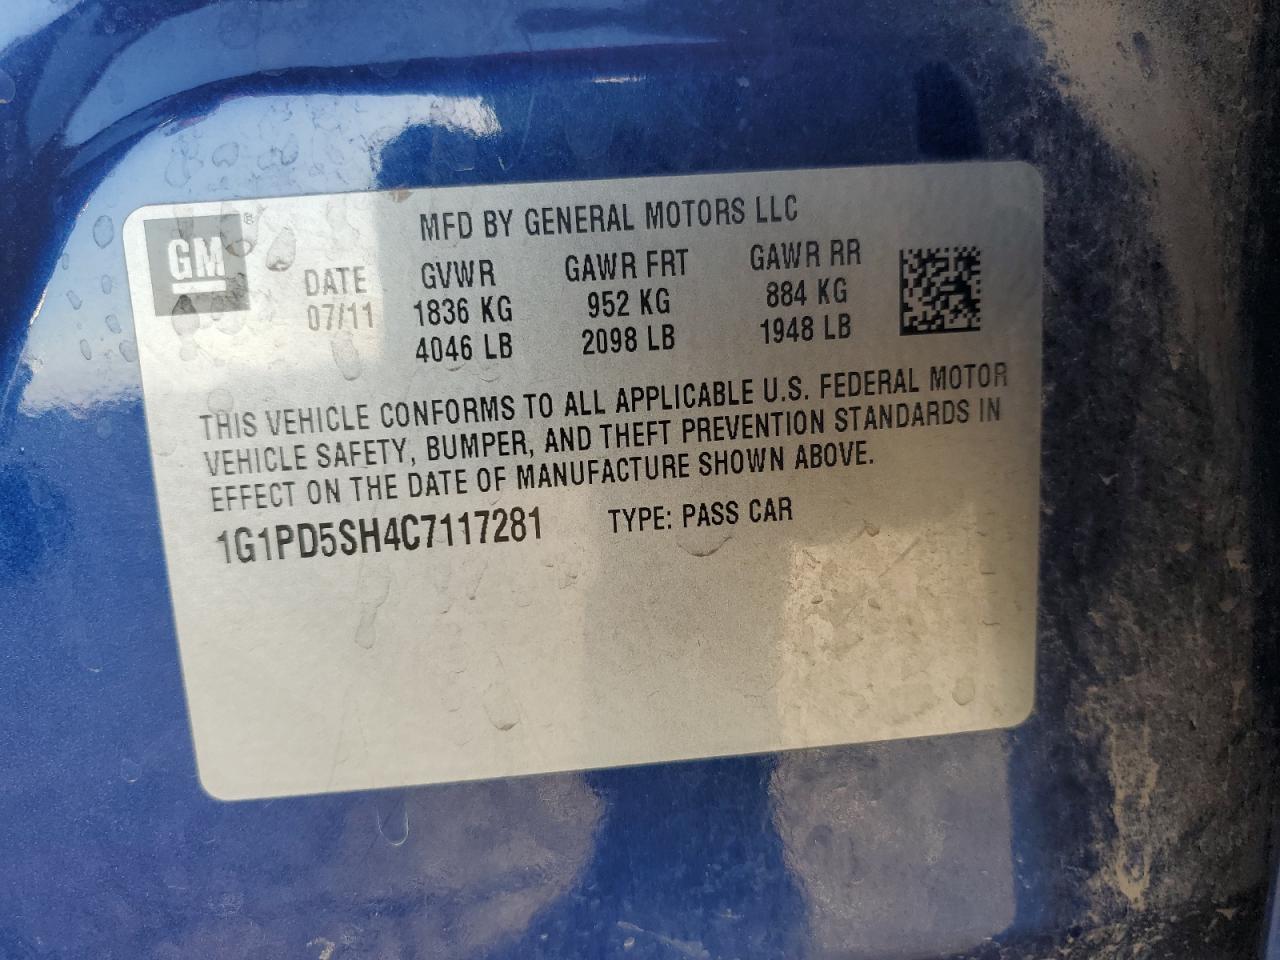 GM®
MFD BY GENERAL MOTORS LLC
DATE GVWR GAWR FRT GAWR RR
07/11 1836 KG 952 KG 884 KG
4046 LB 2098 LB 1948 LB
THIS VEHICLE CONFORMS TO ALL APPLICABLE U.S. FEDERAL MOTOR
VEHICLE SAFETY, BUMPER, AND THEFT PREVENTION STANDARDS IN
EFFECT ON THE DATE OF MANUFACTURE SHOWN ABOVE.
1G1PD5SH4C7117281 TYPE: PASS CAR